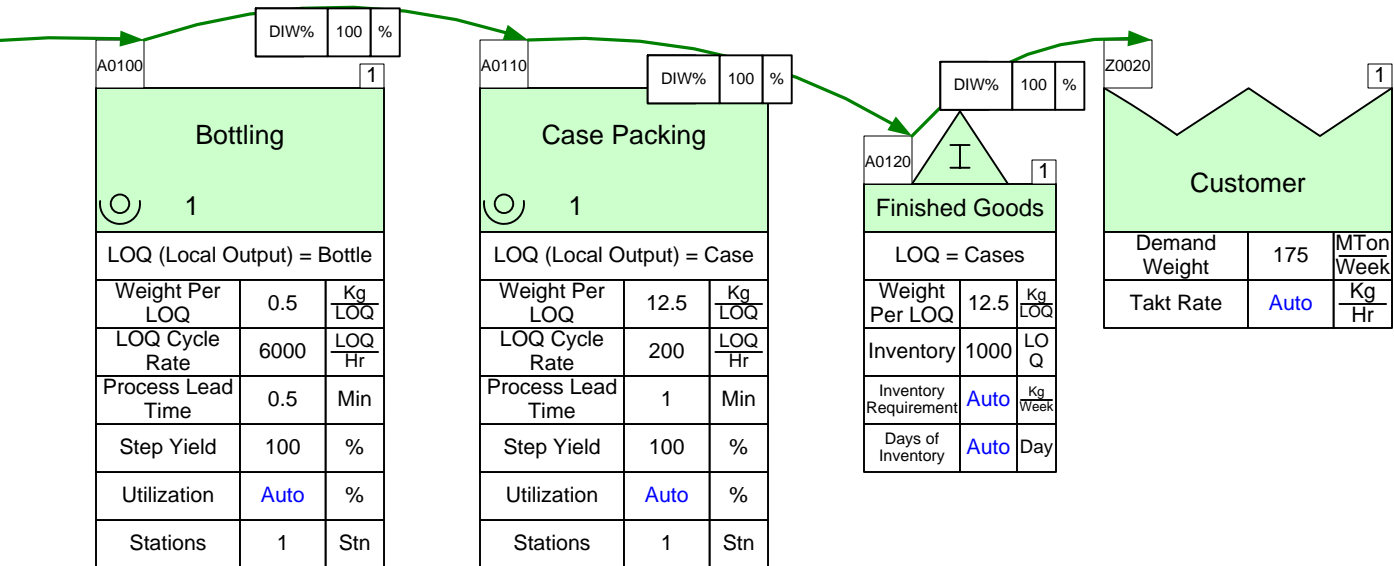 DIW% 100 %
A0100
1
Bottling
1
LOQ (Local Output) = Bottle
Weight Per
LOQ
0.5
Kg
LOQ
LOQ Cycle
Rate
6000
LOQ
Hr
Process Lead
Time
0.5
Min
Step Yield 100 %
Utilization Auto %
Stations 1 Stn
A0110
DIW% 100 %
Case Packing
1
LOQ (Local Output) = Case
Weight Per
LOQ
12.5
Kg
LOQ
LOQ Cycle
Rate
200
LOQ
Hr
Process Lead
Time
1
Min
Step Yield 100 %
Utilization Auto %
Stations 1 Stn
DIW% 100 %
A0120
I
1
Finished Goods
LOQ = Cases
Weight
Per LOQ
12.5
Kg
LOQ
Inventory
1000
LO
Q
Inventory
Requirement
Auto
Kg
Week
Days of
Inventory
Auto
Day
Z0020
1
Customer
Demand
Weight
175
MTon
Week
Takt Rate
Auto
Kg
Hr